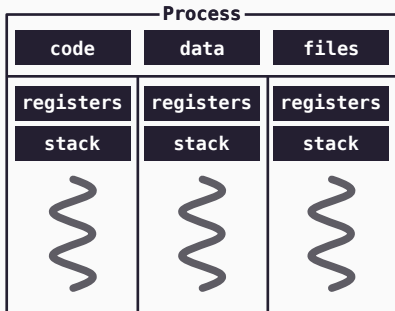 Process
code data files
registers registers registers
stack stack stack